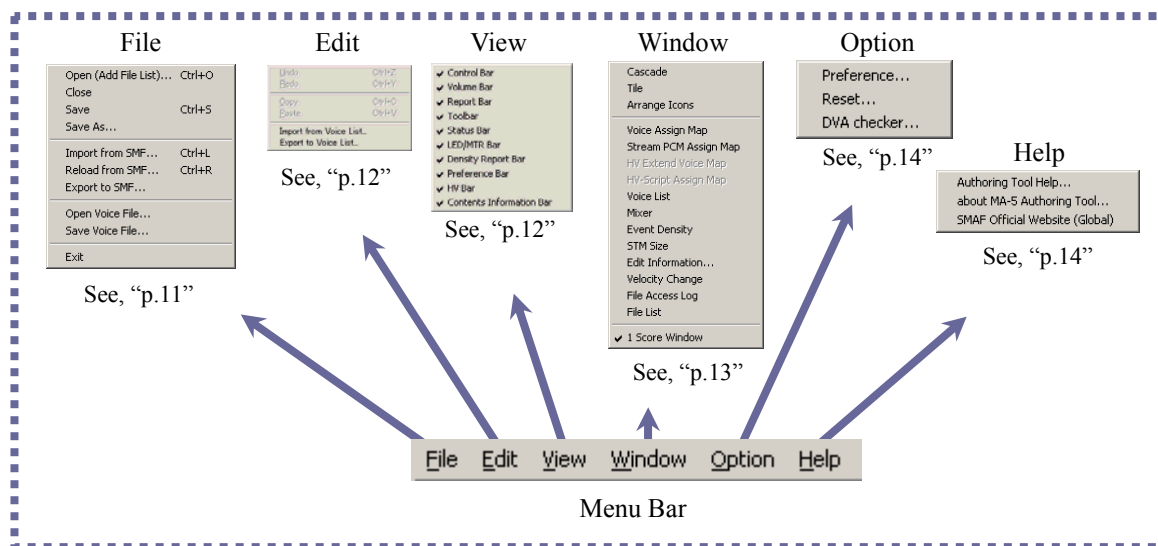 File
Open (Add File List)... Ctrl+O
Close
Save Ctrl+S
Save As...
Import from SMF... Ctrl+L
Reload from SMF... Ctrl+R
Export to SMF...
Open Voice File...
Save Voice File...
Exit
See, “p.11”
Edit
Undo Ctrl+Z
Redo Ctrl+Y
Copy Ctrl+C
Paste Ctrl+V
Import from Voice List..
Export to Voice List..
See, “p.12”
View
Control Bar
Volume Bar
Report Bar
Toolbar
Status Bar
LED/MTR Bar
Density Report Bar
Preference Bar
HV Bar
Contents Information Bar
See, “p.12”
Window
Cascade
Tile
Arrange Icons
Voice Assign Map
Stream PCM Assign Map
HV Extend Voice Map
HV-Script Assign Map
Voice List
Mixer
Event Density
STM Size
Edit Information...
Velocity Change
File Access Log
File List
1 Score Window
See, “p.13”
Option
Preference...
Reset...
DVA checker...
See, “p.14”
Help
Authoring Tool Help...
about MA-5 Authoring Tool...
SMAF Official Website (Global)
See, “p.14”
File Edit View Window Option Help
Menu Bar